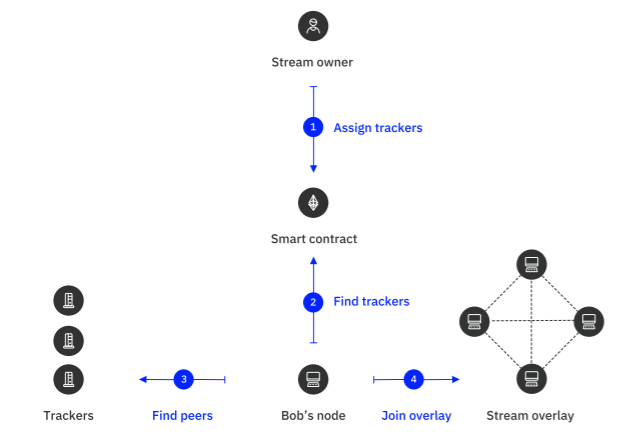 Stream owner
1 Assign trackers
Smart contract
2 Find trackers
3
4
Trackers
Find peers
Bob's node
Join overlay
Stream overlay